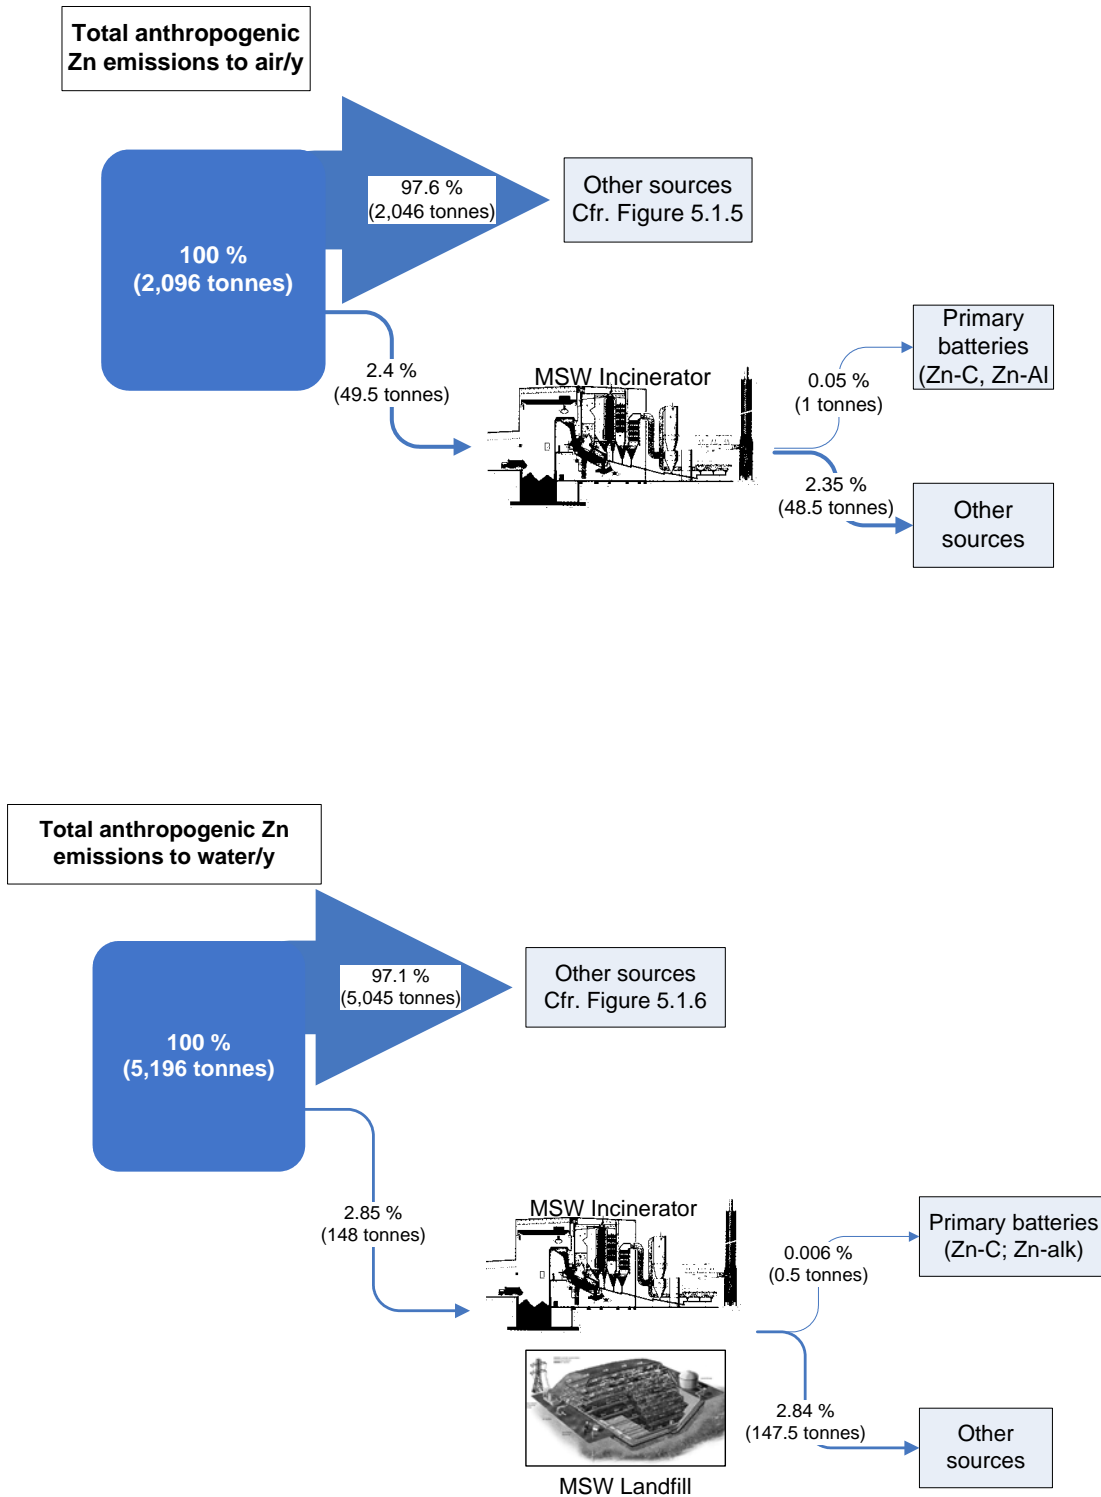 Total anthropogenic
Zn emissions to air/y
97.6 %
(2,046 tonnes)
Other sources
Cfr. Figure 5.1.5
100 %
(2,096 tonnes)
2.4 %
(49.5 tonnes)
MSW Incinerator
0.05 %
(1 tonnes)
Primary
batteries
(Zn-C, Zn-Al
2.35 %
(48.5 tonnes)
Other
sources
Total anthropogenic Zn
emissions to water/y
97.1 %
(5,045 tonnes)
Other sources
Cfr. Figure 5.1.6
100 %
(5,196 tonnes)
2.85 %
(148 tonnes)
MSW Incinerator
0.006 %
(0.5 tonnes)
Primary batteries
(Zn-C; Zn-alk)
2.84 %
(147.5 tonnes)
Other
sources
MSW Landfill